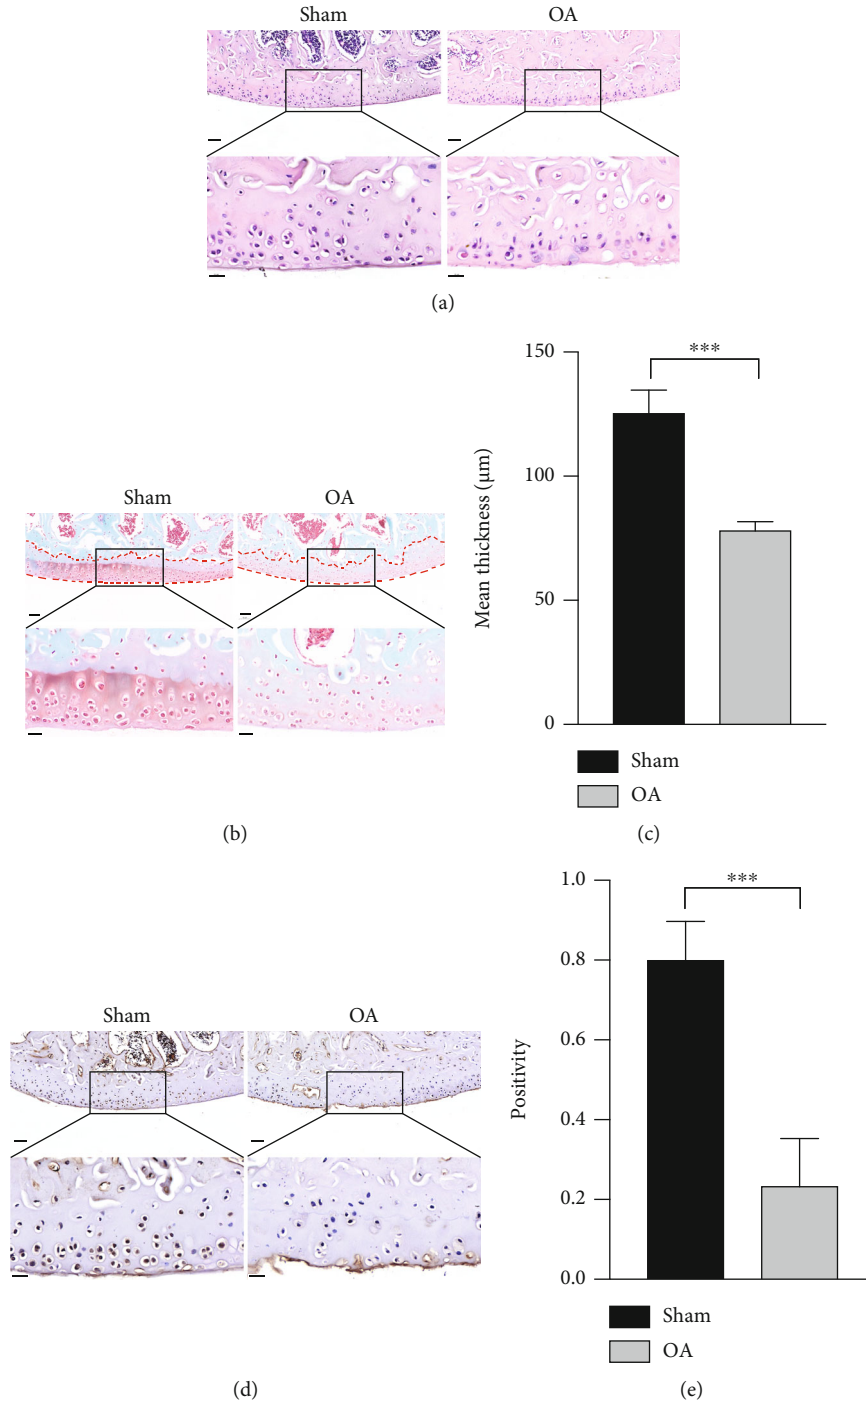 Sham OA
(a)
Sham OA
(b)
150
100
50
0
Mean thickness (μm)
***
Sham
OA
(c)
Sham OA
(d)
1.0
0.8
0.6
0.4
0.2
0.0
Positivity
***
Sham
OA
(e)